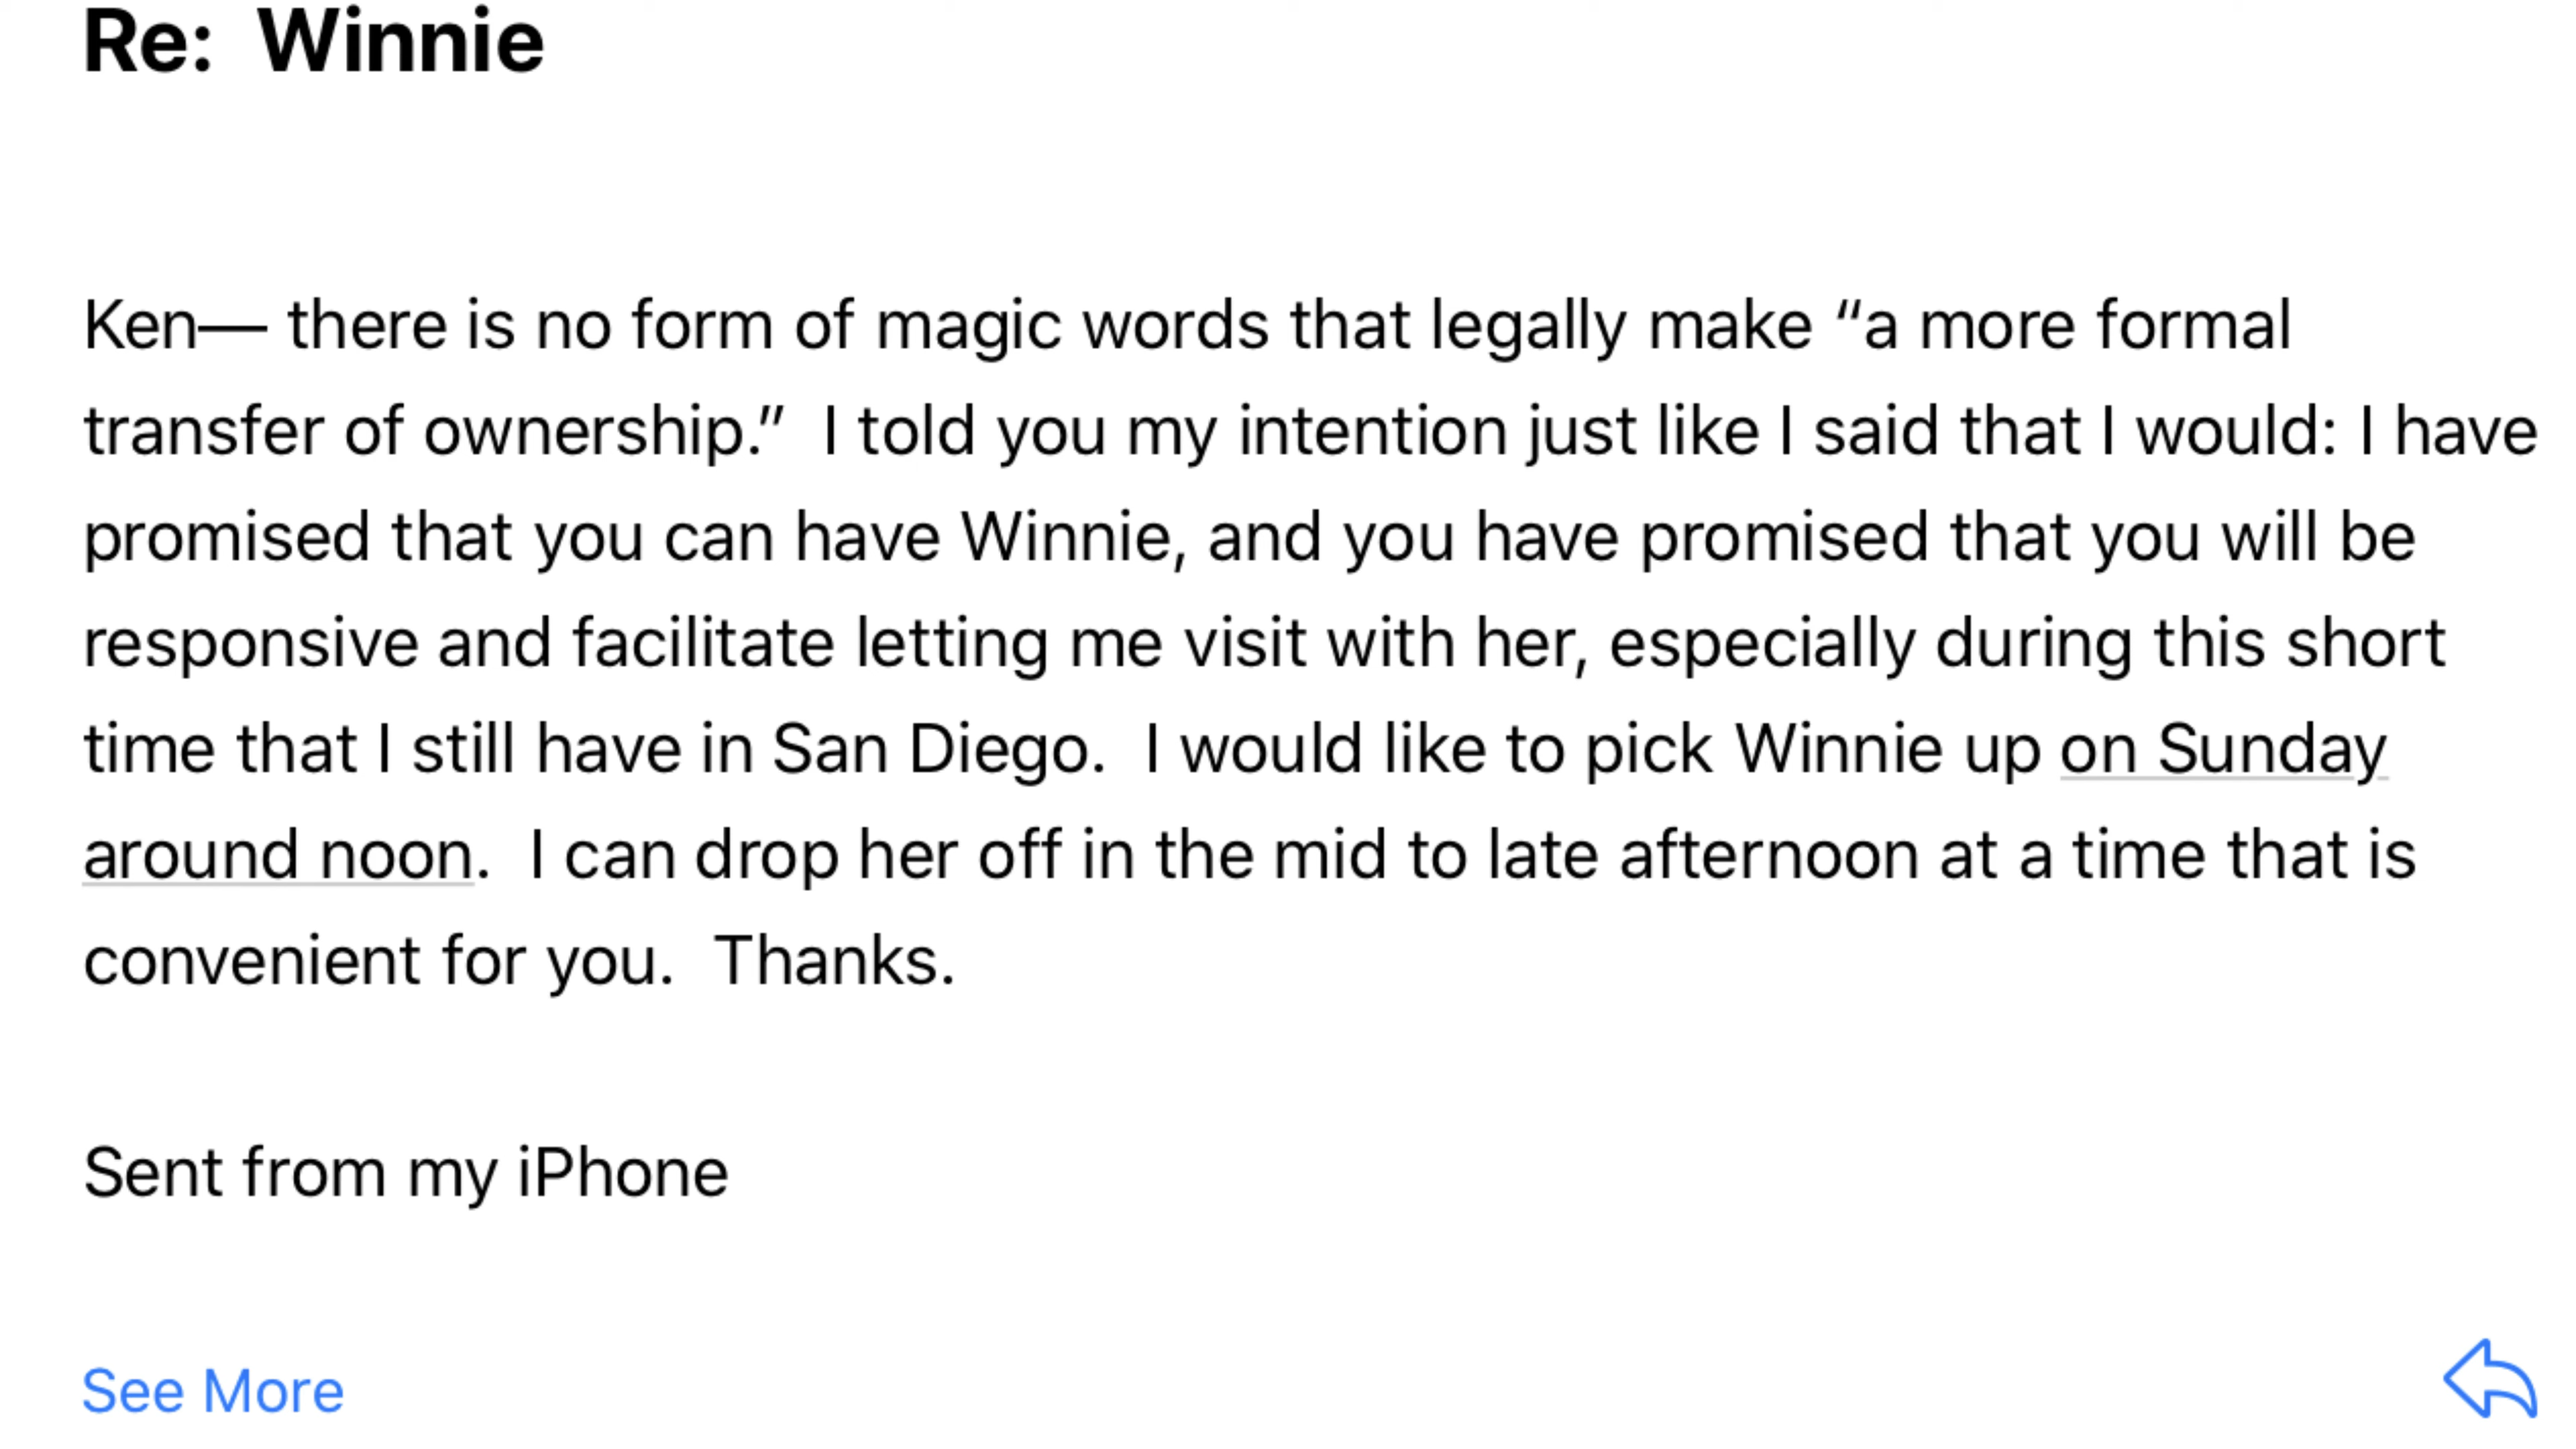 Re:  Winnie
Ken— there is no form of magic words that legally make “a more formal
transfer of ownership.”  I told you my intention just like I said that I would: I have
promised that you can have Winnie, and you have promised that you will be
responsive and facilitate letting me visit with her, especially during this short
time that I still have in San Diego.  I would like to pick Winnie up on Sunday
around noon.  I can drop her off in the mid to late afternoon at a time that is
convenient for you.  Thanks.
Sent from my iPhone
See More